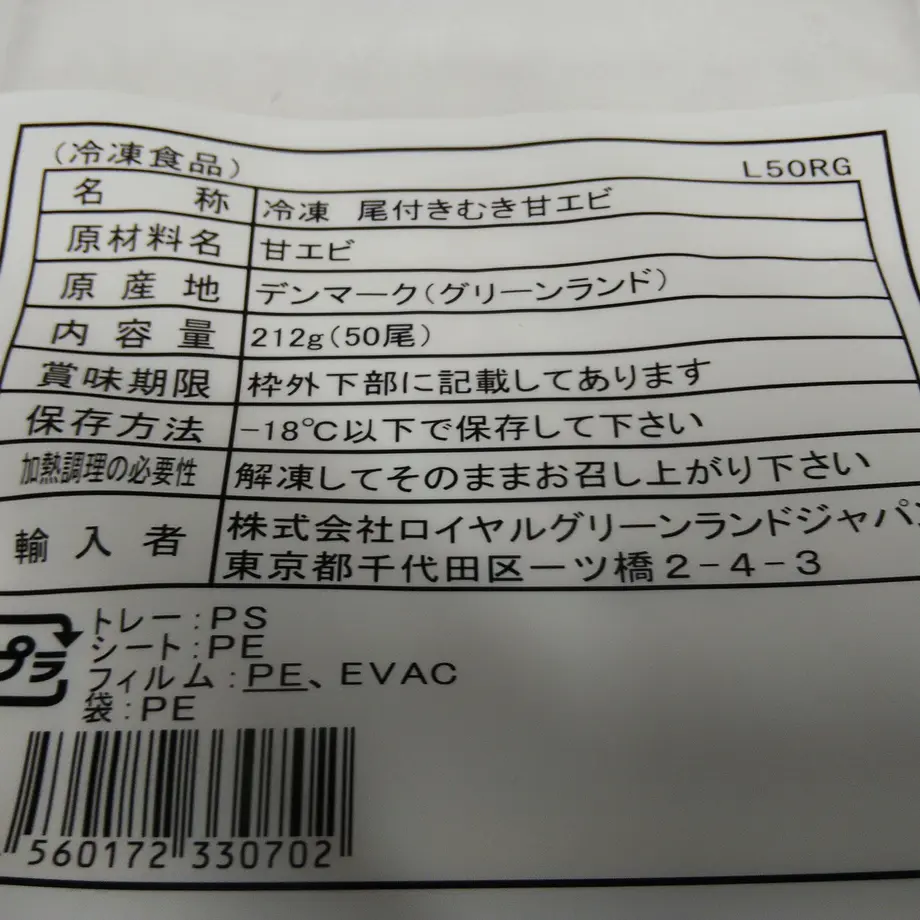 (冷凍食品) L50RG
名称 冷凍 尾付きむき甘エビ
原材料名 甘エビ
原産地 デンマーク(グリーンランド)
内容量 212g(50尾)
賞味期限 枠外下部に記載してあります
保存方法 -18℃以下で保存して下さい
加熱調理の必要性 解凍してそのままお召し上がり下さい
輸入者 株式会社ロイヤルグリーンランドジャパン
東京都千代田区一ツ橋2-4-3
プラ
トレー:PS
シート:PE
フィルム:PE、EVAC
袋:PE
560172 330702